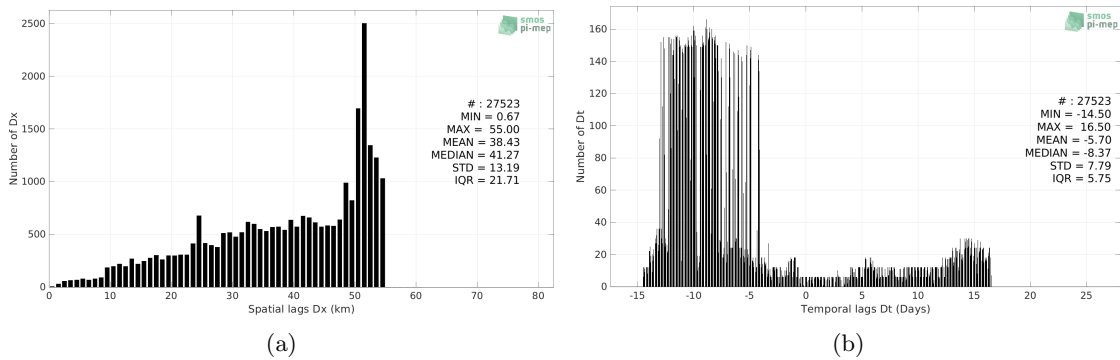 2500
2000
1500
1000
500
0
0 10 20 30 40 50 60 70 80
Number of Dx
Spatial lags Dx (km)
smos
pi-mep
# : 27523
MIN = 0.67
MAX = 55.00
MEAN = 38.43
MEDIAN = 41.27
STD = 13.19
IQR = 21.71
(a)
160
140
120
100
80
60
40
20
0
-15 -10 -5 0 5 10 15 20 25
Number of Dt
Temporal lags Dt (Days)
smos
pi-mep
# : 27523
MIN = -14.50
MAX = 16.50
MEAN = -5.70
MEDIAN = -8.37
STD = 7.79
IQR = 5.75
(b)